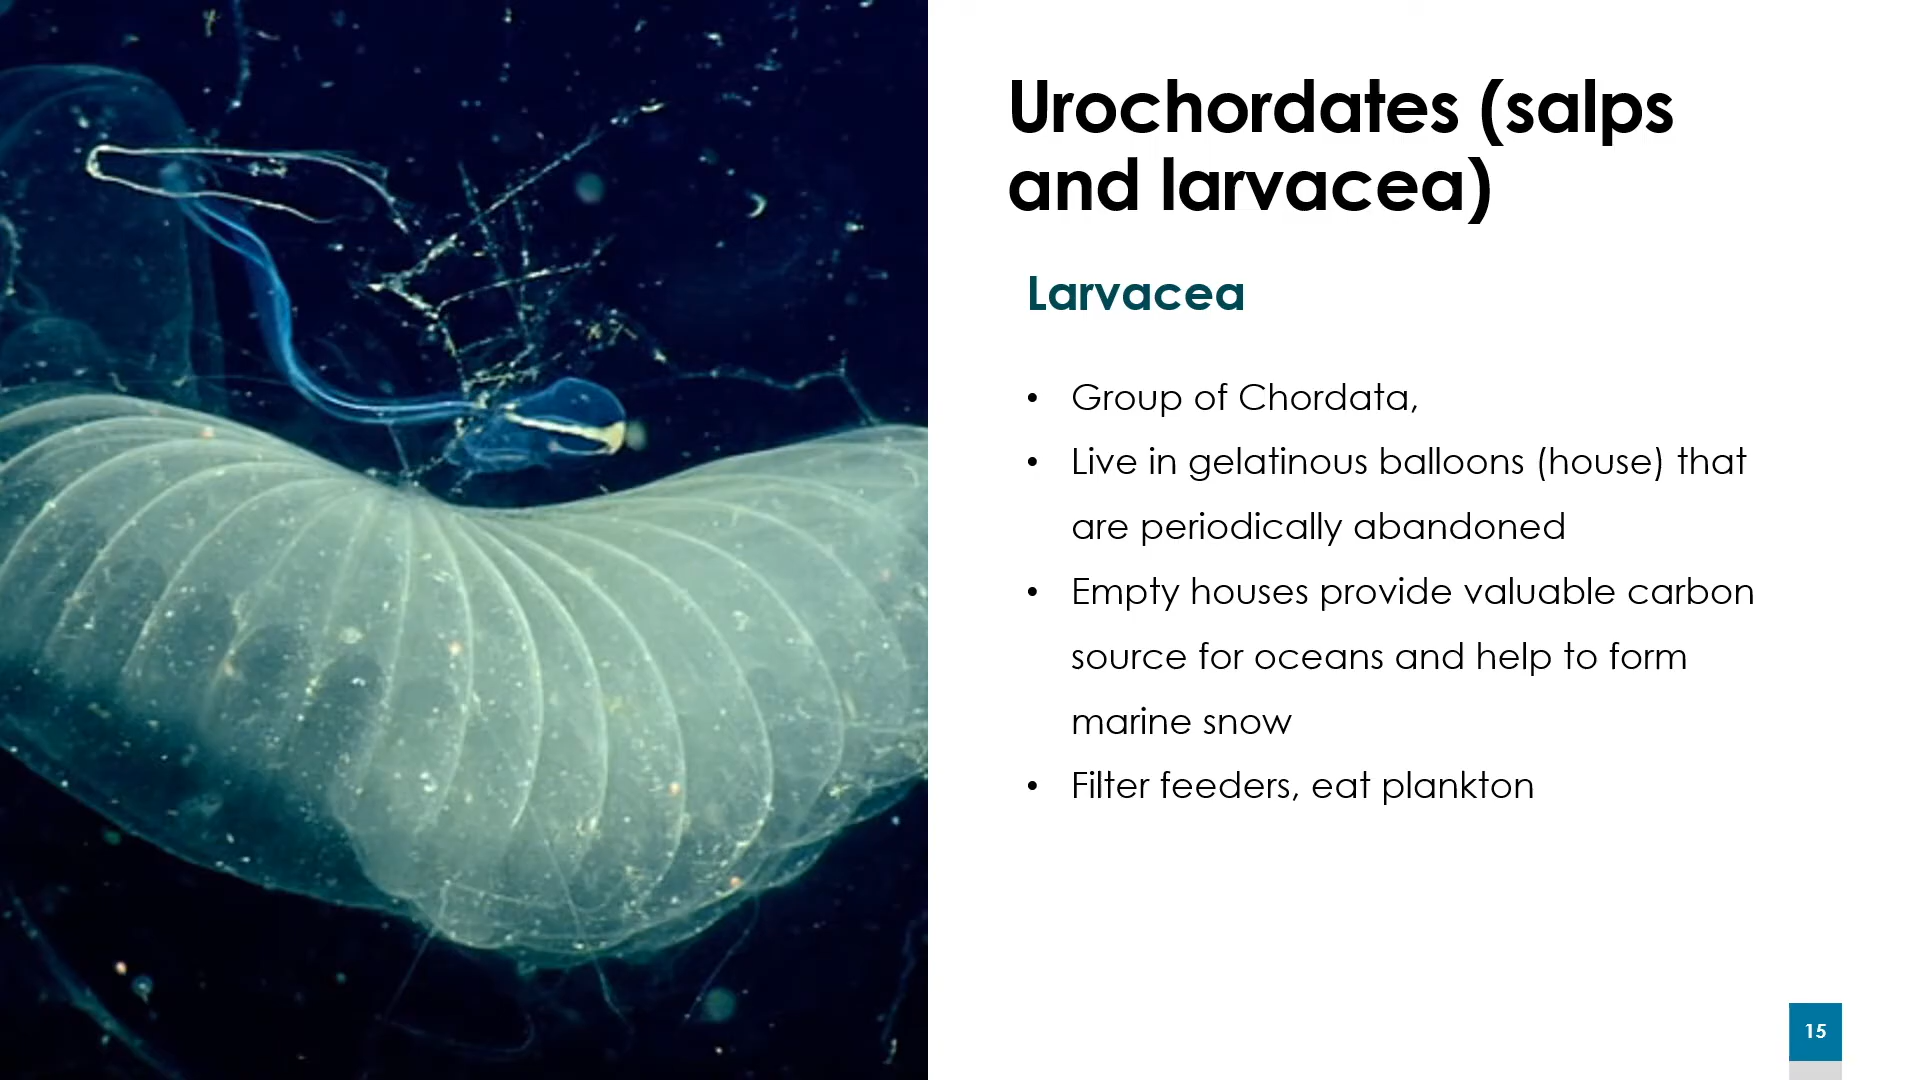 Urochordates (salps
and larvacea)
Larvacea
• Group of Chordata,
• Live in gelatinous balloons (house) that
are periodically abandoned
• Empty houses provide valuable carbon
source for oceans and help to form
marine snow
• Filter feeders, eat plankton
15